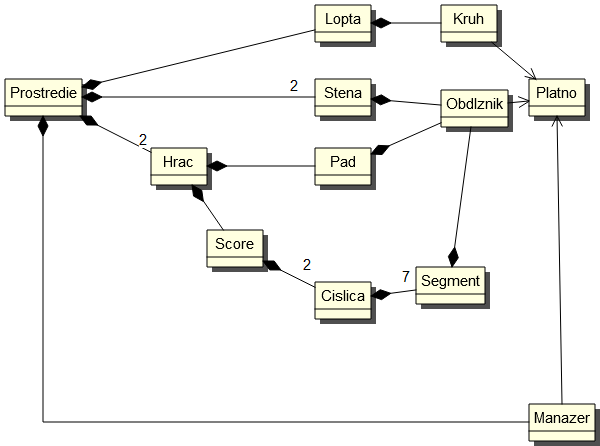 Lopta
Kruh
Prostredie
2
Stena
Obdlznik
Platno
2
Hrac
Pad
Score
2
Cislica
7
Segment
Manazer